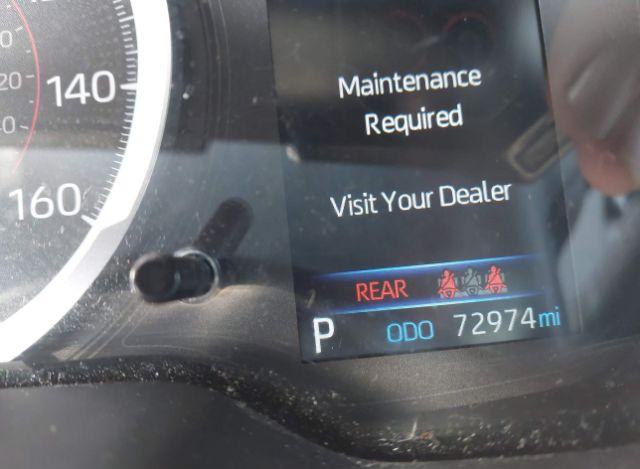 140
160
Maintenance
Required
Visit Your Dealer
REAR
P ODO 72974 mi